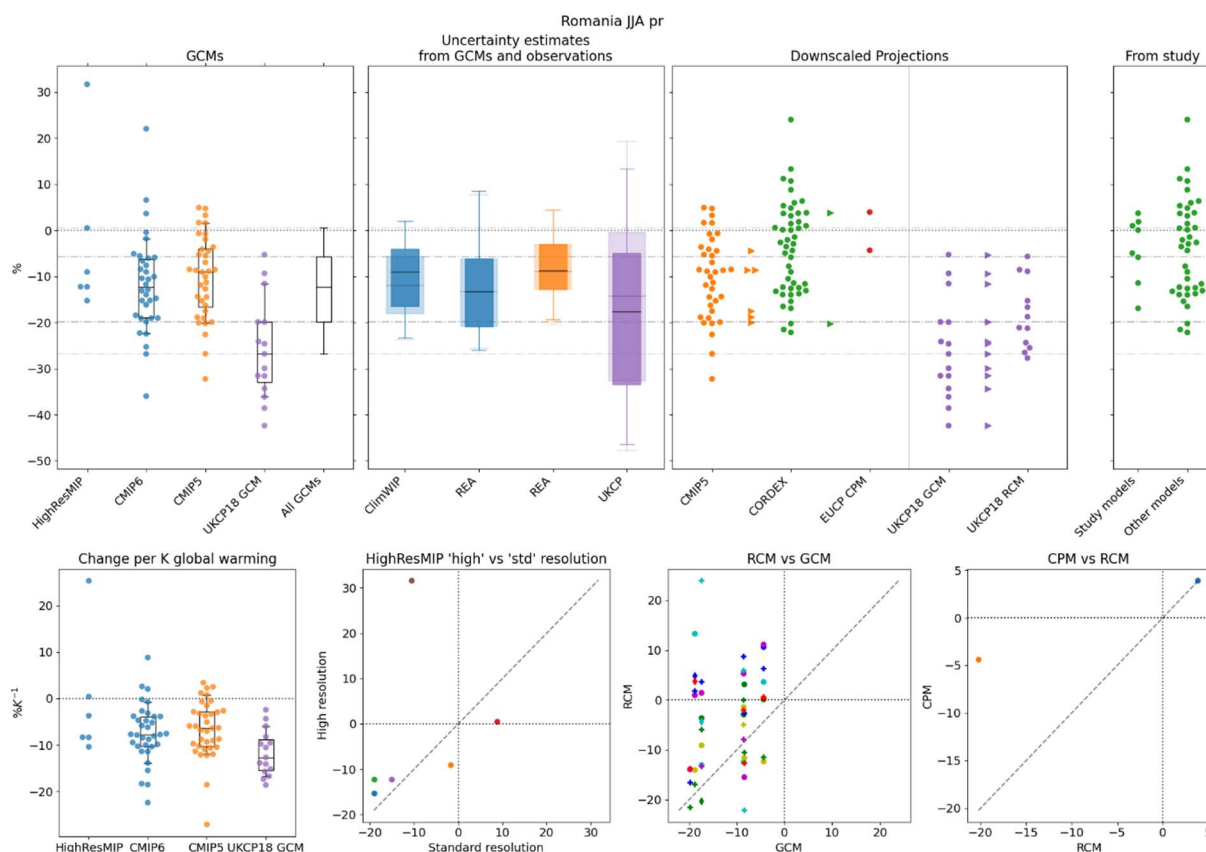 Romania JJA pr
GCMs
Uncertainty estimates
from GCMs and observations
Downscaled Projections
From study
%
30
20
10
0
−10
−20
−30
−40
−50
HighResMIP
CMIP6
CMIP5
UKCP18 GCM
All GCMs
ClimWIP
REA
REA
UKCP
CMIP5
CORDEX
EUCP CPM
UKCP18 GCM
UKCP18 RCM
Study models
Other models
Change per K global warming
%K⁻¹
20
10
0
−10
−20
HighResMIP CMIP6 CMIP5 UKCP18 GCM
HighResMIP 'high' vs 'std' resolution
High resolution
30
20
10
0
−10
−20
−20 −10 0 10 20 30
Standard resolution
RCM vs GCM
RCM
20
10
0
−10
−20
−20 −10 0 10 20
GCM
CPM vs RCM
CPM
5
0
−5
−10
−15
−20
−20 −15 −10 −5 0
RCM